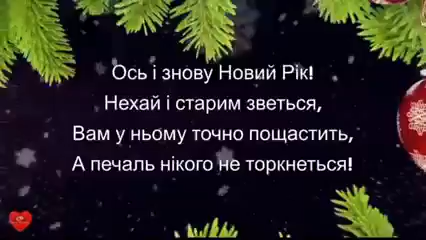 Ось і знову Новий Рік!
Нехай і старим зветься,
Вам у ньому точно пощастить,
А печаль нікого не торкнеться!